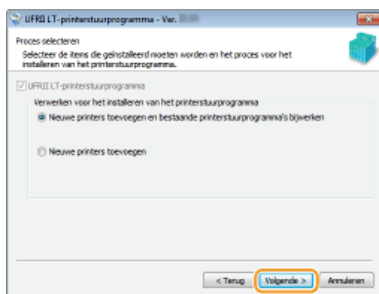 UFRII LT-printerstuurprogramma - Ver.
Proces selecteren
Selecteer de items die geïnstalleerd moeten worden en het proces voor het
installeren van het printerstuurprogramma.
UFRII LT-printerstuurprogramma
Verwerken voor het installeren van het printerstuurprogramma
Nieuwe printers toevoegen en bestaande printerstuurprogramma's bijwerken
Nieuwe printers toevoegen
< Terug
Volgende >
Annuleren